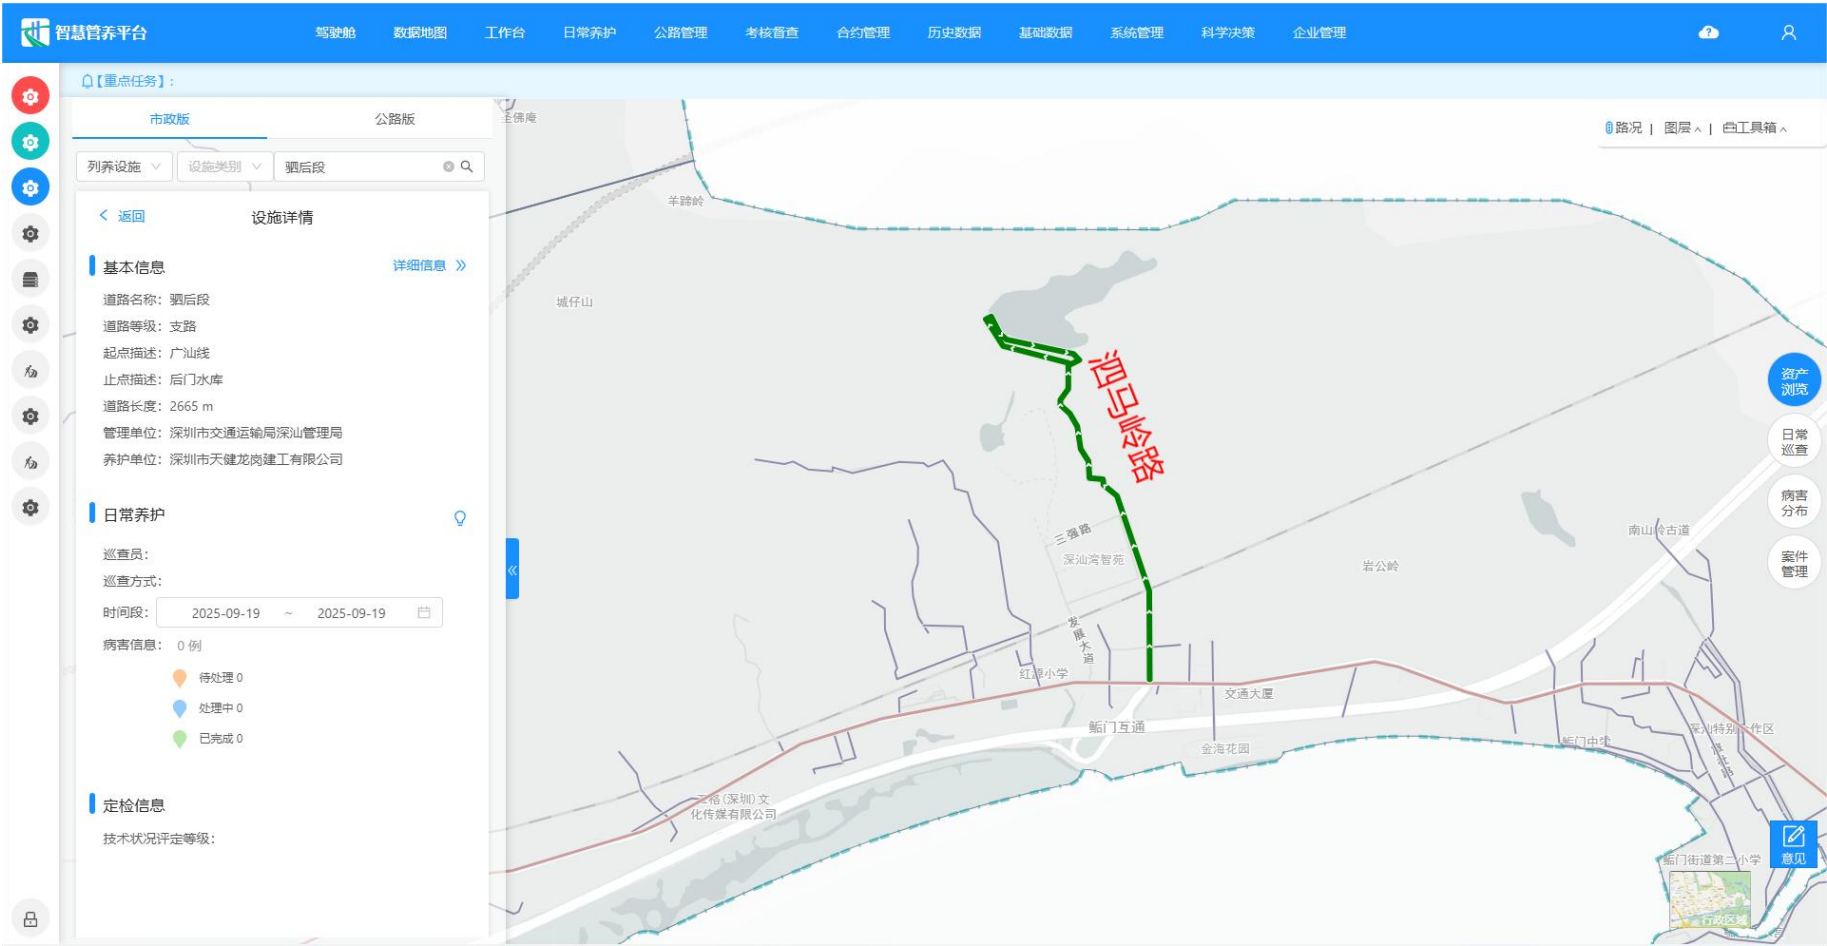 智慧管养平台
驾驶舱 数据地图 工作台 日常养护 公路管理 考核督查 合约管理 历史数据 基础数据 系统管理 科学决策 企业管理
【重点任务】:
市政版 公路版
列养设施 设施类别 驷后段
返回 设施详情
基本信息 详细信息
道路名称：驷后段
道路等级：支路
起点描述：广汕线
止点描述：后门水库
道路长度：2665 m
管理单位：深圳市交通运输局深汕管理局
养护单位：深圳市天健龙岗建工有限公司
日常养护
巡查员：
巡查方式：
时间段： 2025-09-19 ~ 2025-09-19
病害信息： 0 例
待处理 0
处理中 0
已完成 0
定检信息
技术状况评定等级：
路况 | 图层 | 工具箱
圣佛庵
羊蹄岭
城仔山
泗马岭路
三强路
深汕湾智苑
发展大道
红源小学
岩公岭
南山岭古道
交通大厦
鲘门互通
金海花园
鲘门中学
深汕特别合作区
(深圳)文
化传媒有限公司
鲘门街道第二小学
行政区域
资产
浏览
日常
巡查
病害
分布
案件
管理
意见